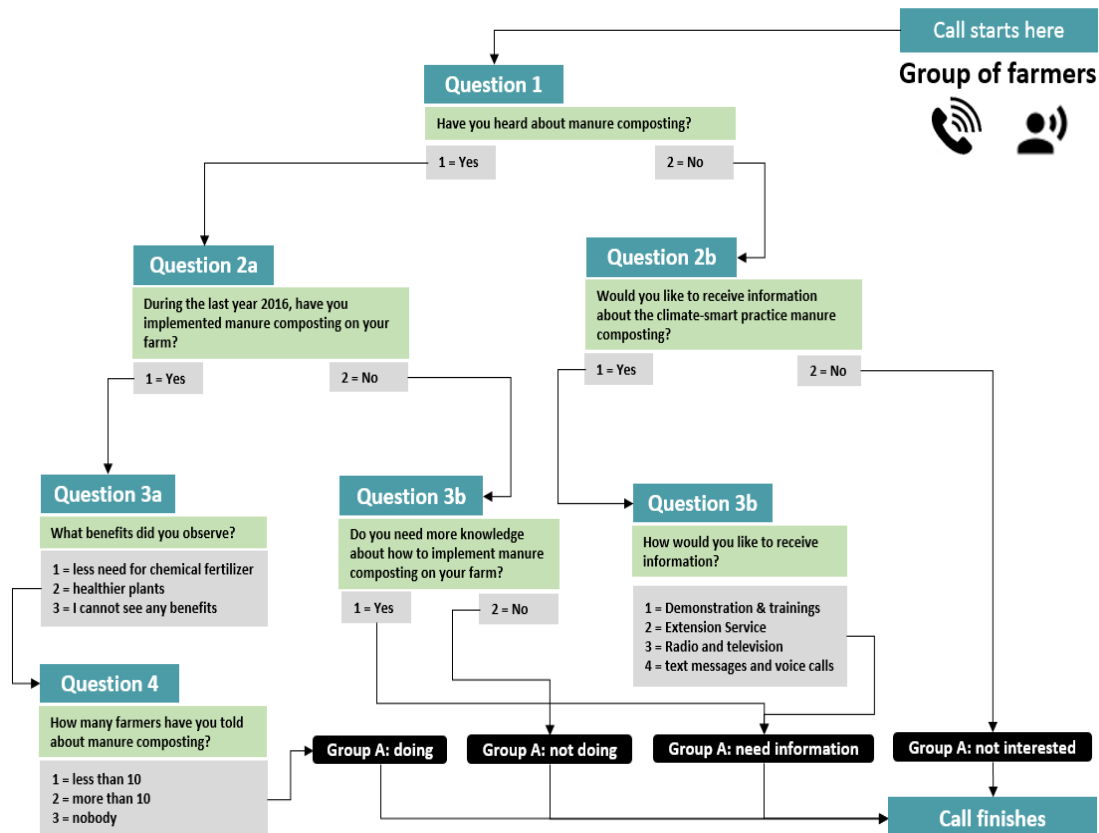 Call starts here
Group of farmers
Question 1
Have you heard about manure composting?
1 = Yes
2 = No
Question 2a
During the last year 2016, have you
implemented manure composting on your
farm?
1 = Yes
2 = No
Question 2b
Would you like to receive information
about the climate-smart practice manure
composting?
1 = Yes
2 = No
Question 3a
What benefits did you observe?
1 = less need for chemical fertilizer
2 = healthier plants
3 = I cannot see any benefits
Question 3b
Do you need more knowledge
about how to implement manure
composting on your farm?
1 = Yes
2 = No
Question 3b
How would you like to receive
information?
1 = Demonstration & trainings
2 = Extension Service
3 = Radio and television
4 = text messages and voice calls
Question 4
How many farmers have you told
about manure composting?
1 = less than 10
2 = more than 10
3 = nobody
Group A: doing
Group A: not doing
Group A: need information
Group A: not interested
Call finishes